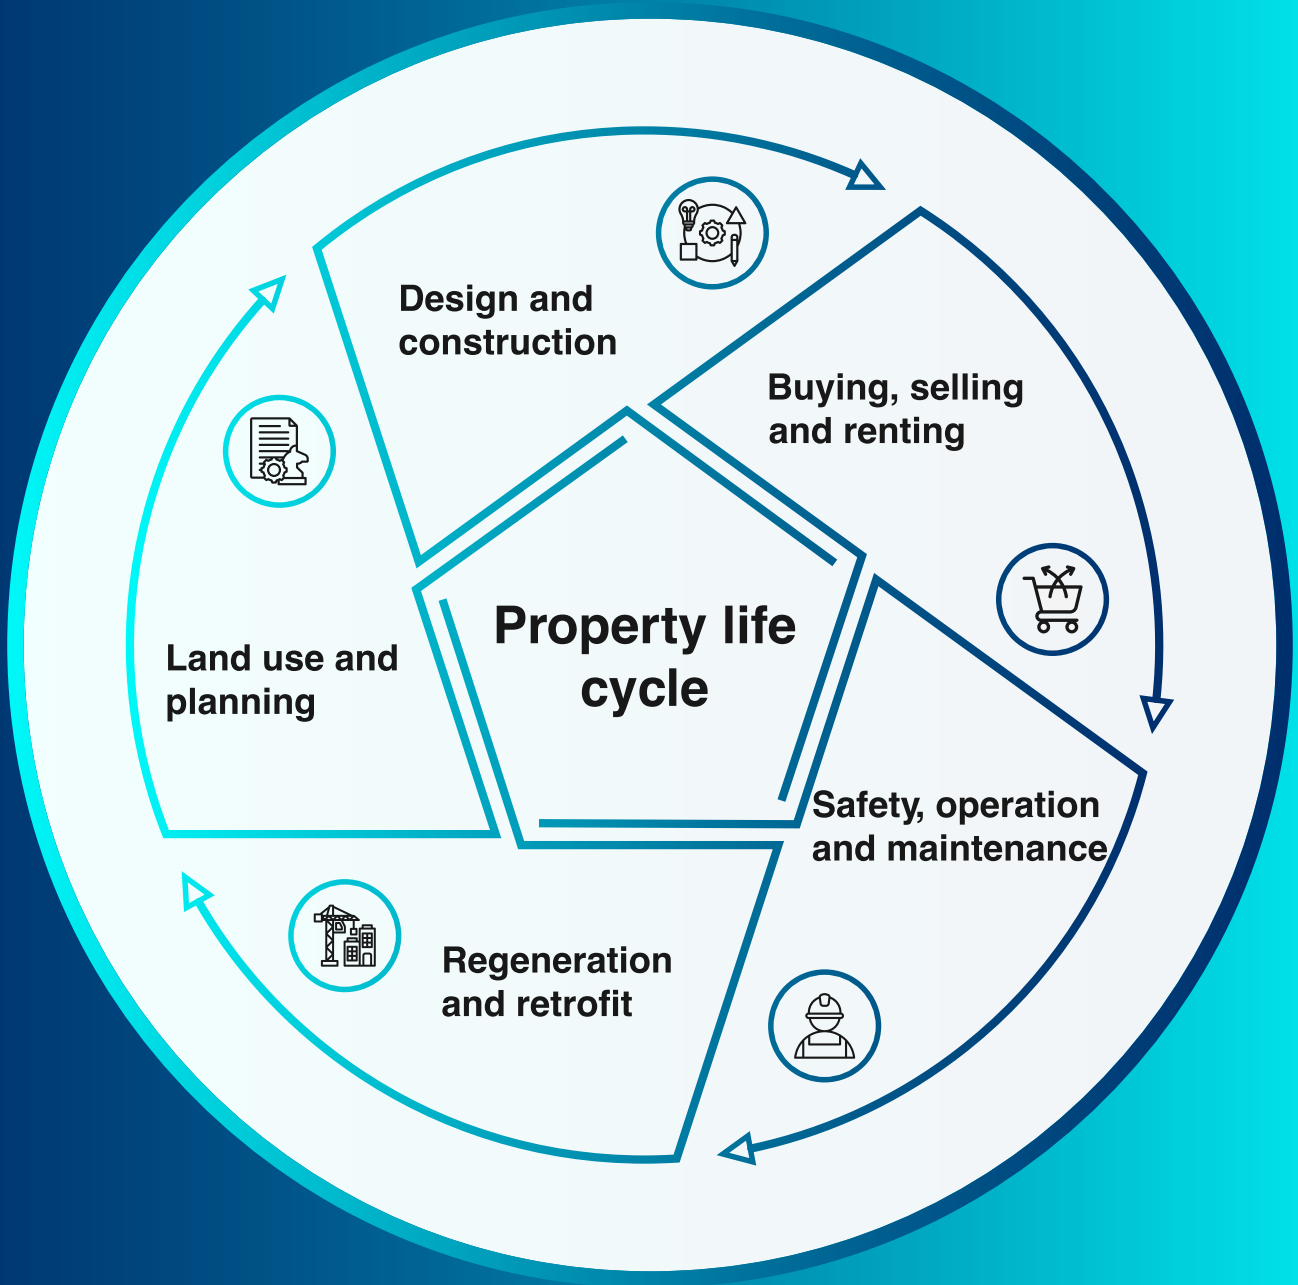 Design and
construction
Buying, selling
and renting
Property life
cycle
Land use and
planning
Safety, operation
and maintenance
Regeneration
and retrofit